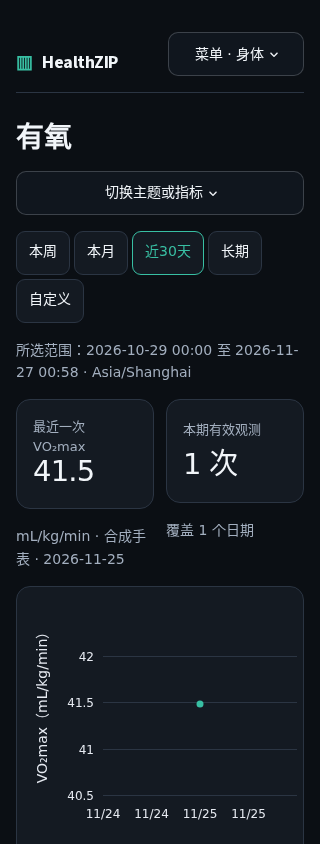 HealthZIP
菜单 · 身体
有氧
切换主题或指标
本周
本月
近30天
长期
自定义
所选范围：2026-10-29 00:00 至 2026-11-
27 00:58 · Asia/Shanghai
最近一次
VO₂max
41.5
本期有效观测
1 次
mL/kg/min · 合成手
表 · 2026-11-25
覆盖 1 个日期
VO₂max（mL/kg/min）
42
41.5
41
40.5
11/24
11/24
11/25
11/25